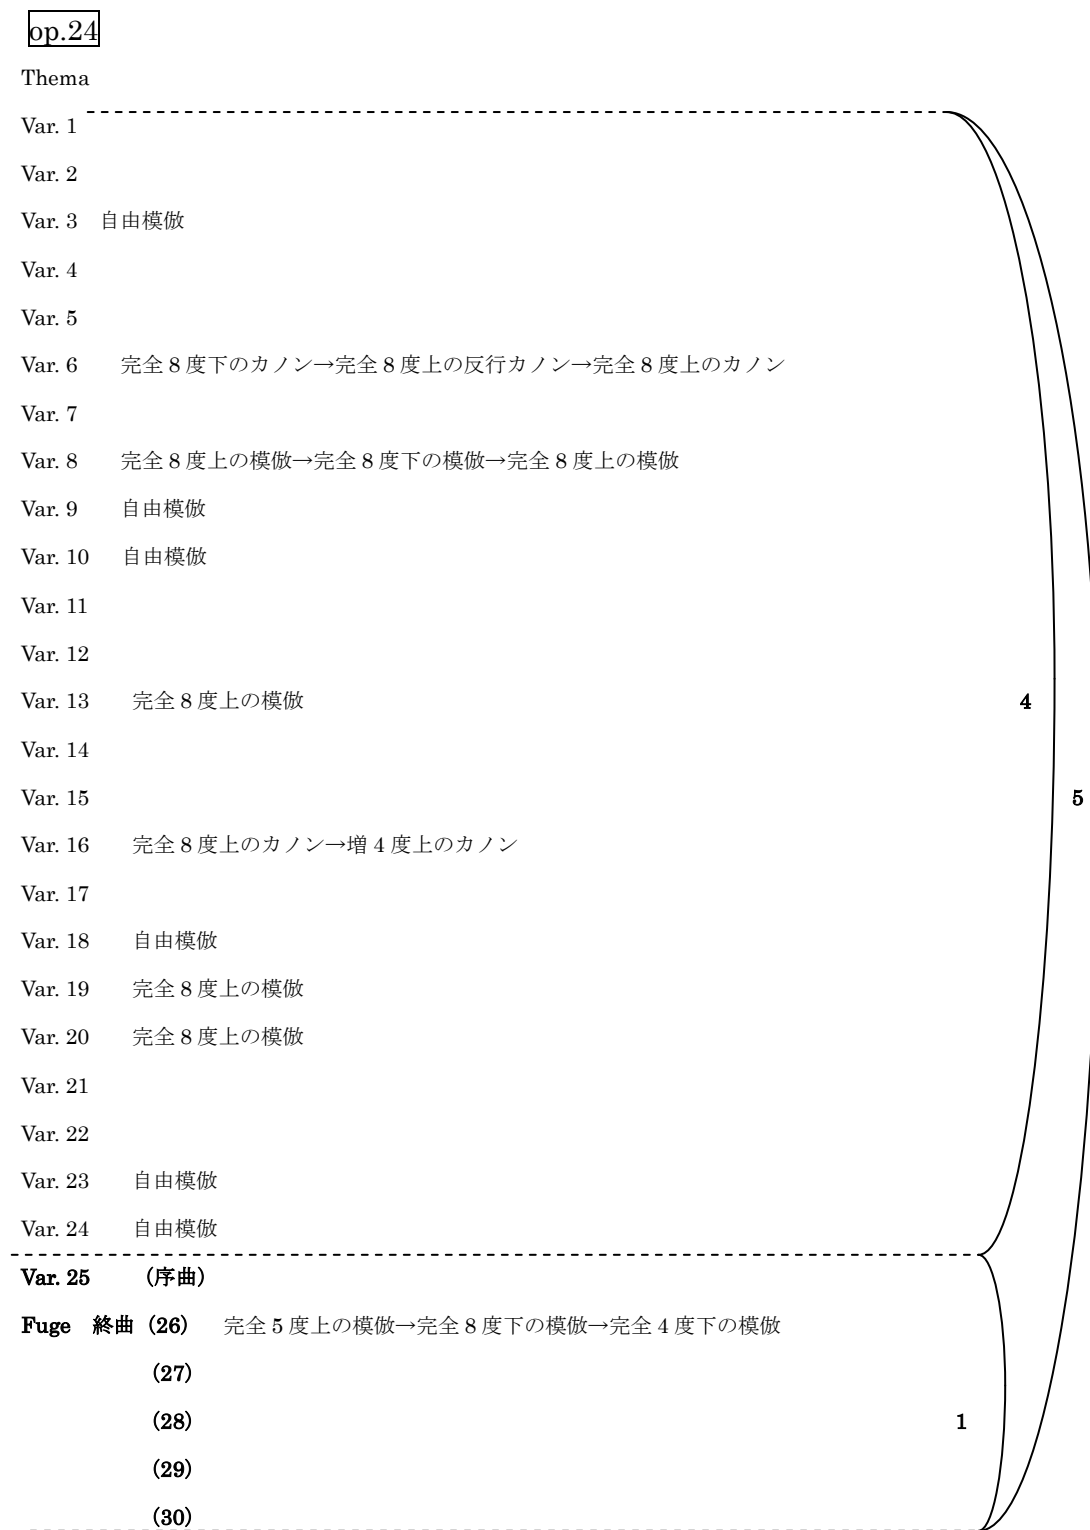 op.24
Thema
Var. 1
Var. 2
Var. 3 自由模倣
Var. 4
Var. 5
Var. 6 完全8度下のカノン→完全8度上の反行カノン→完全8度上のカノン
Var. 7
Var. 8 完全8度上の模倣→完全8度下の模倣→完全8度上の模倣
Var. 9 自由模倣
Var. 10 自由模倣
Var. 11
Var. 12
Var. 13 完全8度上の模倣 4
Var. 14
Var. 15 5
Var. 16 完全8度上のカノン→増4度上のカノン
Var. 17
Var. 18 自由模倣
Var. 19 完全8度上の模倣
Var. 20 完全8度上の模倣
Var. 21
Var. 22
Var. 23 自由模倣
Var. 24 自由模倣
Var. 25 （序曲）
Fuge 終曲（26） 完全5度上の模倣→完全8度下の模倣→完全4度下の模倣
（27）
（28） 1
（29）
（30）